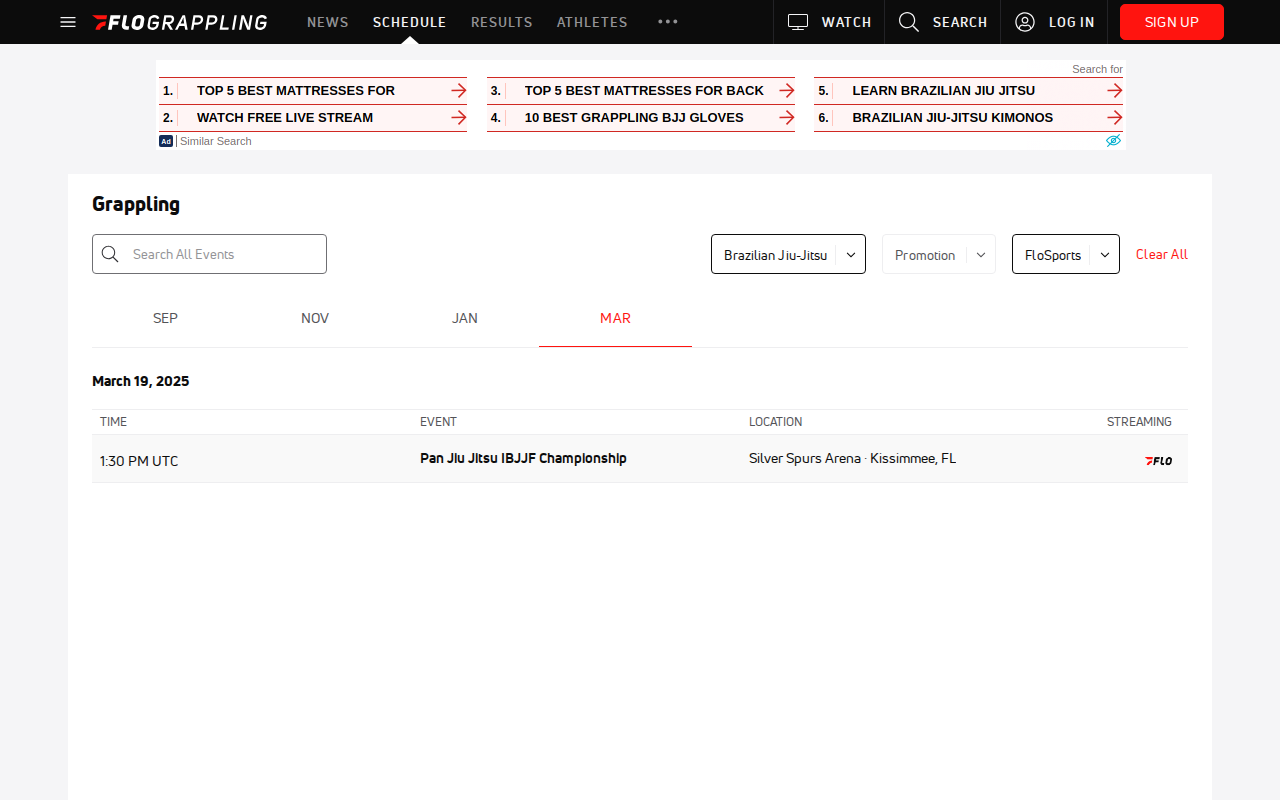 FLOGRAPPLING NEWS SCHEDULE RESULTS ATHLETES ••• WATCH SEARCH LOG IN SIGN UP
Search for
1. TOP 5 BEST MATTRESSES FOR
2. WATCH FREE LIVE STREAM
3. TOP 5 BEST MATTRESSES FOR BACK
4. 10 BEST GRAPPLING BJJ GLOVES
5. LEARN BRAZILIAN JIU JITSU
6. BRAZILIAN JIU-JITSU KIMONOS
Ad | Similar Search
Grappling
Search All Events Brazilian Jiu-Jitsu Promotion FloSports Clear All
SEP NOV JAN MAR
March 19, 2025
TIME EVENT LOCATION STREAMING
1:30 PM UTC Pan Jiu Jitsu IBJJF Championship Silver Spurs Arena · Kissimmee, FL FLO